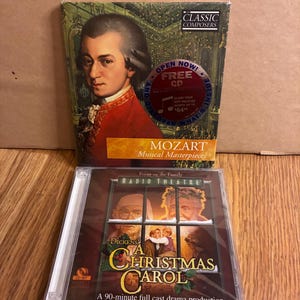 CLASSIC
COMPOSERS
OPEN NOW!
FREE
CD
MOZART
Musical Masterpieces
Focus on the Family
RADIO THEATRE
DICKENS'
A
CHRISTMAS
CAROL
A 90-minute full cast drama production